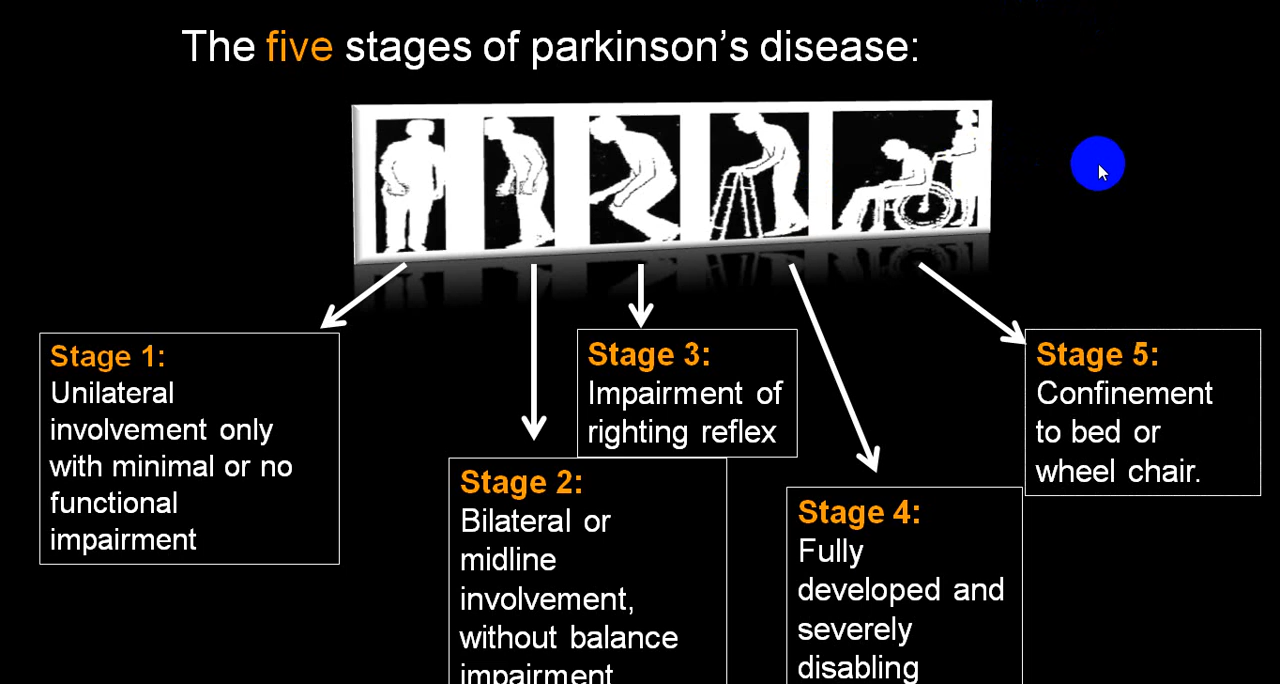 The five stages of parkinson's disease:
Stage 1:
Unilateral
involvement only
with minimal or no
functional
impairment
Stage 2:
Bilateral or
midline
involvement,
without balance
impairment
Stage 3:
Impairment of
righting reflex
Stage 4:
Fully
developed and
severely
disabling
Stage 5:
Confinement
to bed or
wheel chair.